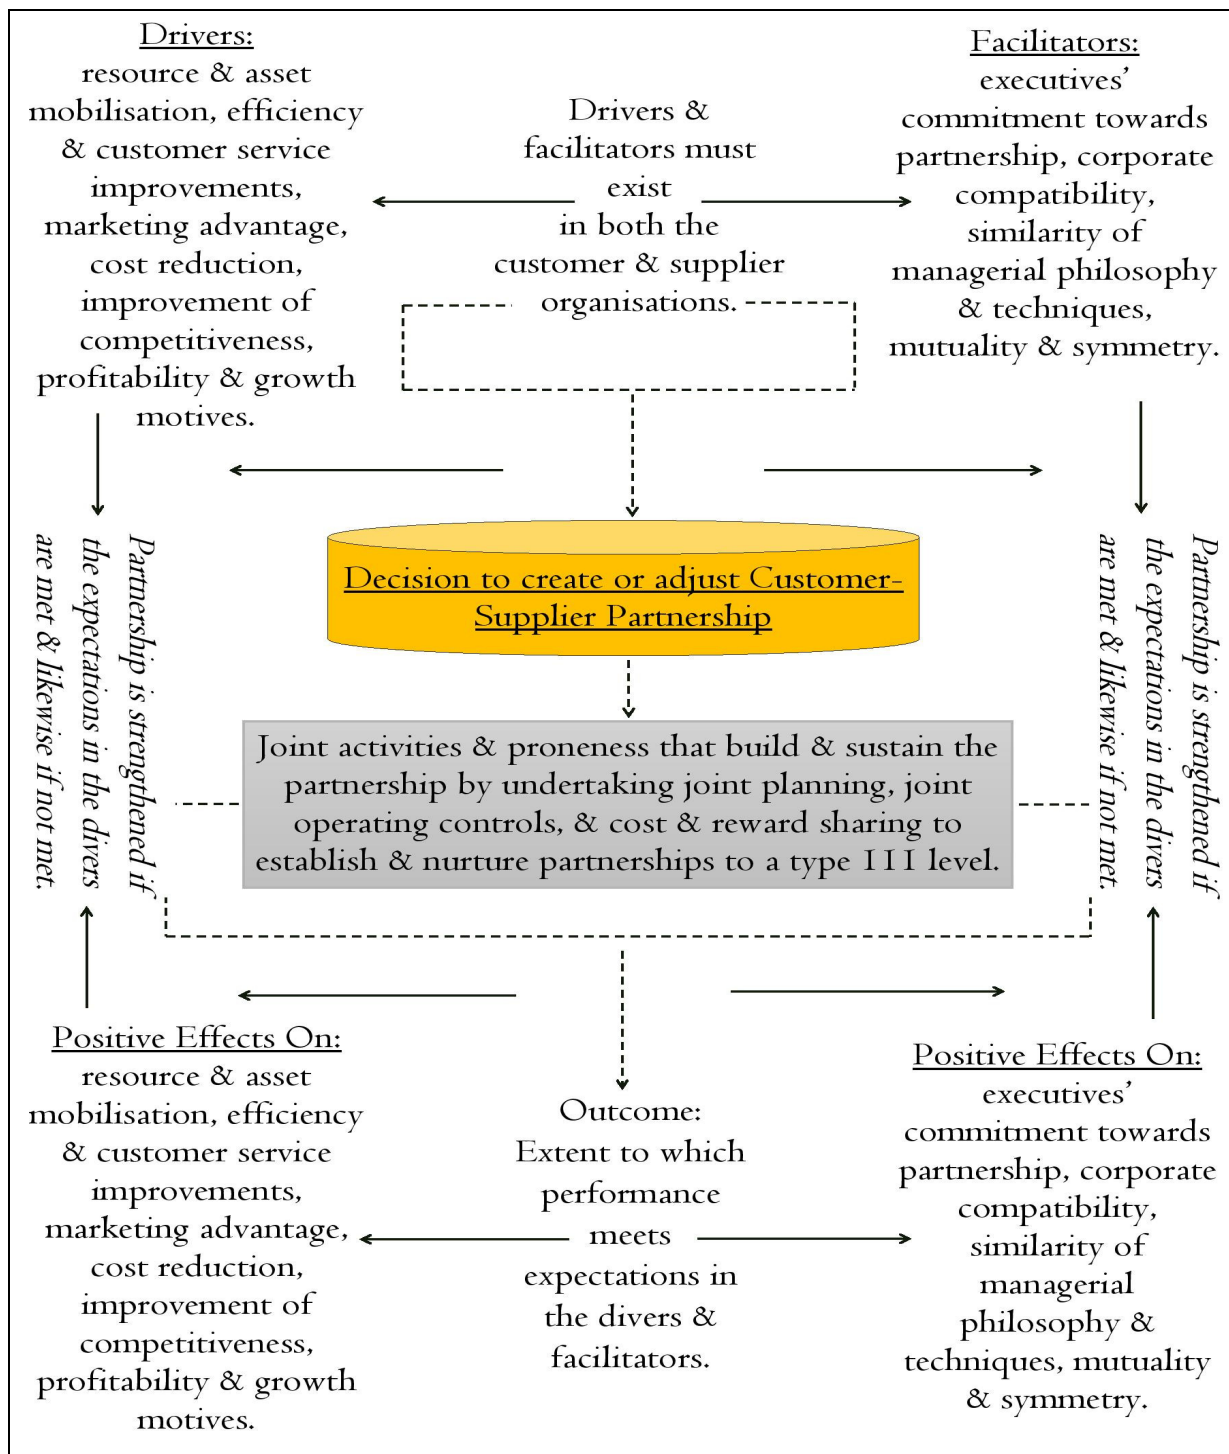 Drivers:
resource & asset
mobilisation, efficiency
& customer service
improvements,
marketing advantage,
cost reduction,
improvement of
competitiveness,
profitability & growth
motives.
Drivers &
facilitators must
exist
in both the
customer & supplier
organisations.
Facilitators:
executives’
commitment towards
partnership, corporate
compatibility,
similarity of
managerial philosophy
& techniques,
mutuality & symmetry.
Partnership is strengthened if
the expectations in the divers
are met & likewise if not met.
Decision to create or adjust Customer-
Supplier Partnership
Joint activities & proneness that build & sustain the
partnership by undertaking joint planning, joint
operating controls, & cost & reward sharing to
establish & nurture partnerships to a type III level.
Partnership is strengthened if
the expectations in the divers
are met & likewise if not met.
Positive Effects On:
resource & asset
mobilisation, efficiency
& customer service
improvements,
marketing advantage,
cost reduction,
improvement of
competitiveness,
profitability & growth
motives.
Outcome:
Extent to which
performance
meets
expectations in
the divers &
facilitators.
Positive Effects On:
executives’
commitment towards
partnership, corporate
compatibility,
similarity of
managerial
philosophy &
techniques, mutuality
& symmetry.